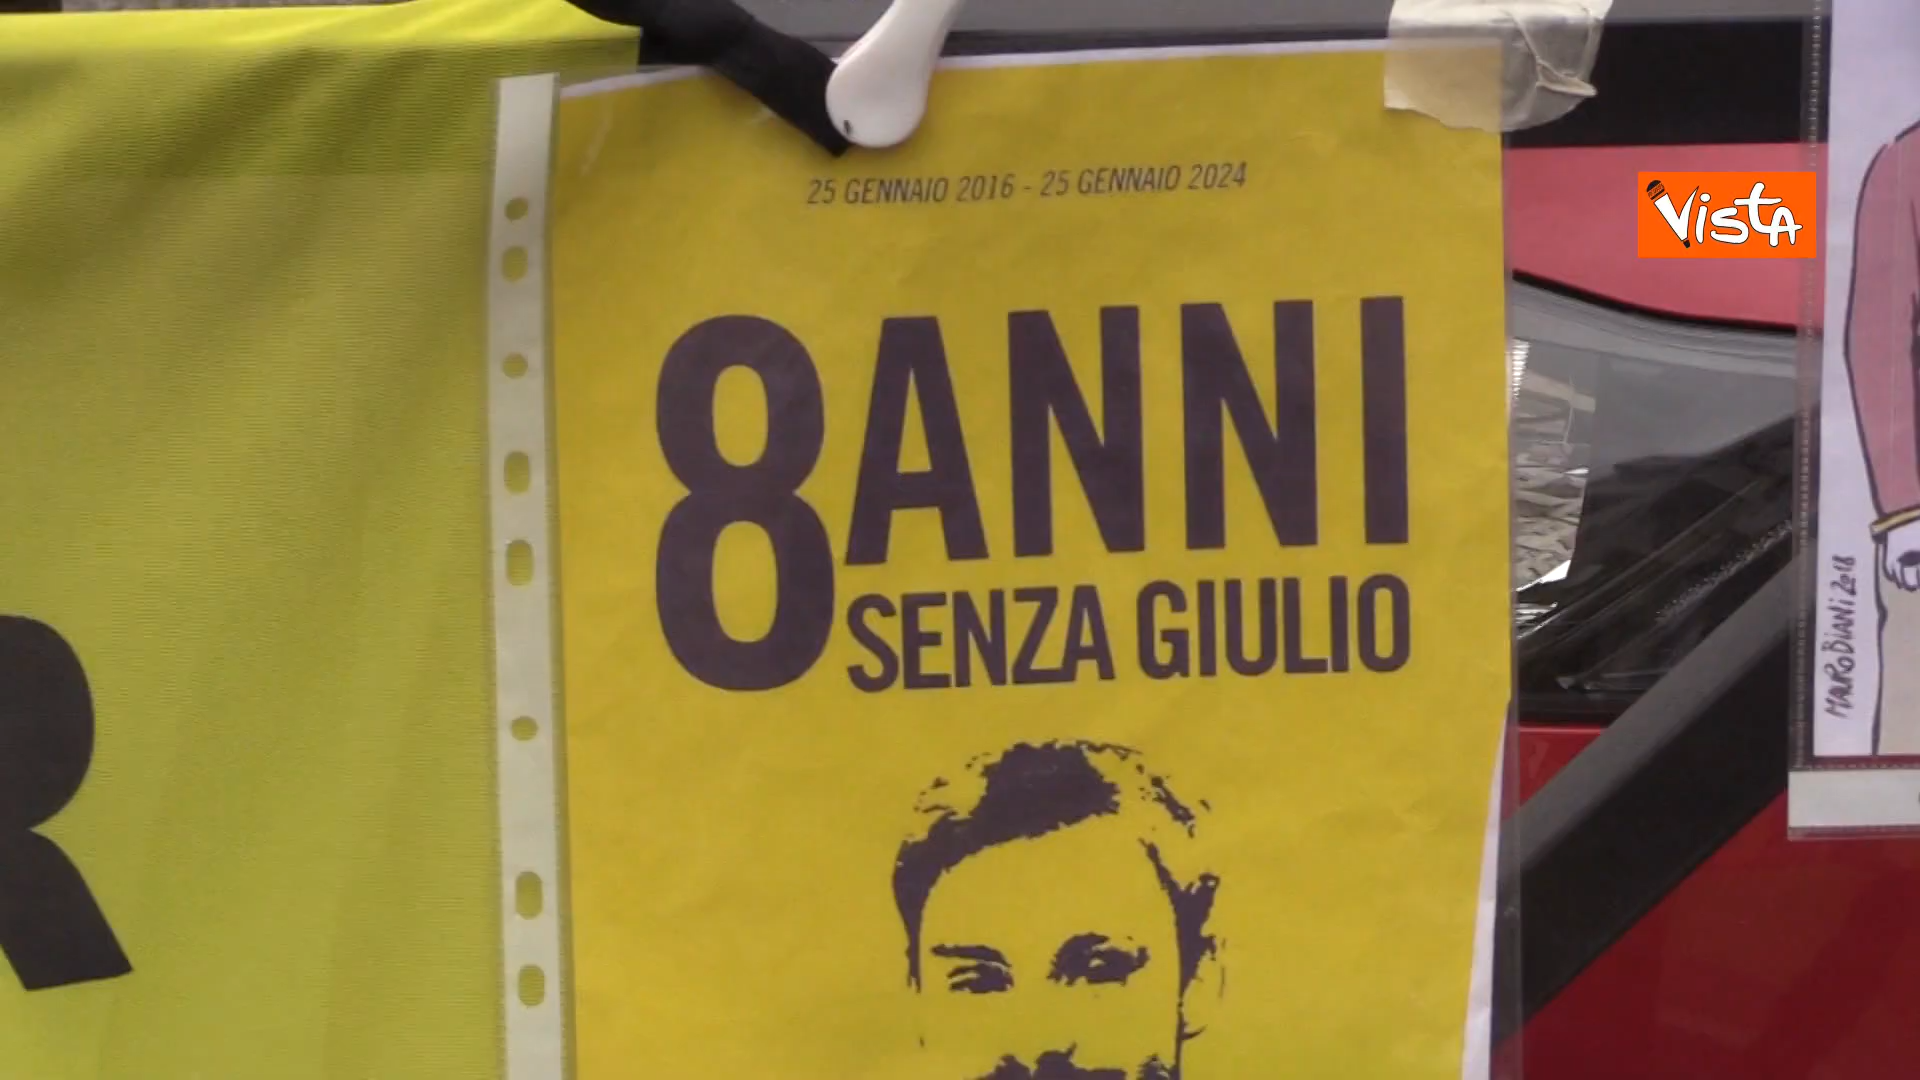 25 GENNAIO 2016 - 25 GENNAIO 2024
8 ANNI
SENZA GIULIO
VISTA
MAURO BIANI 2018
R